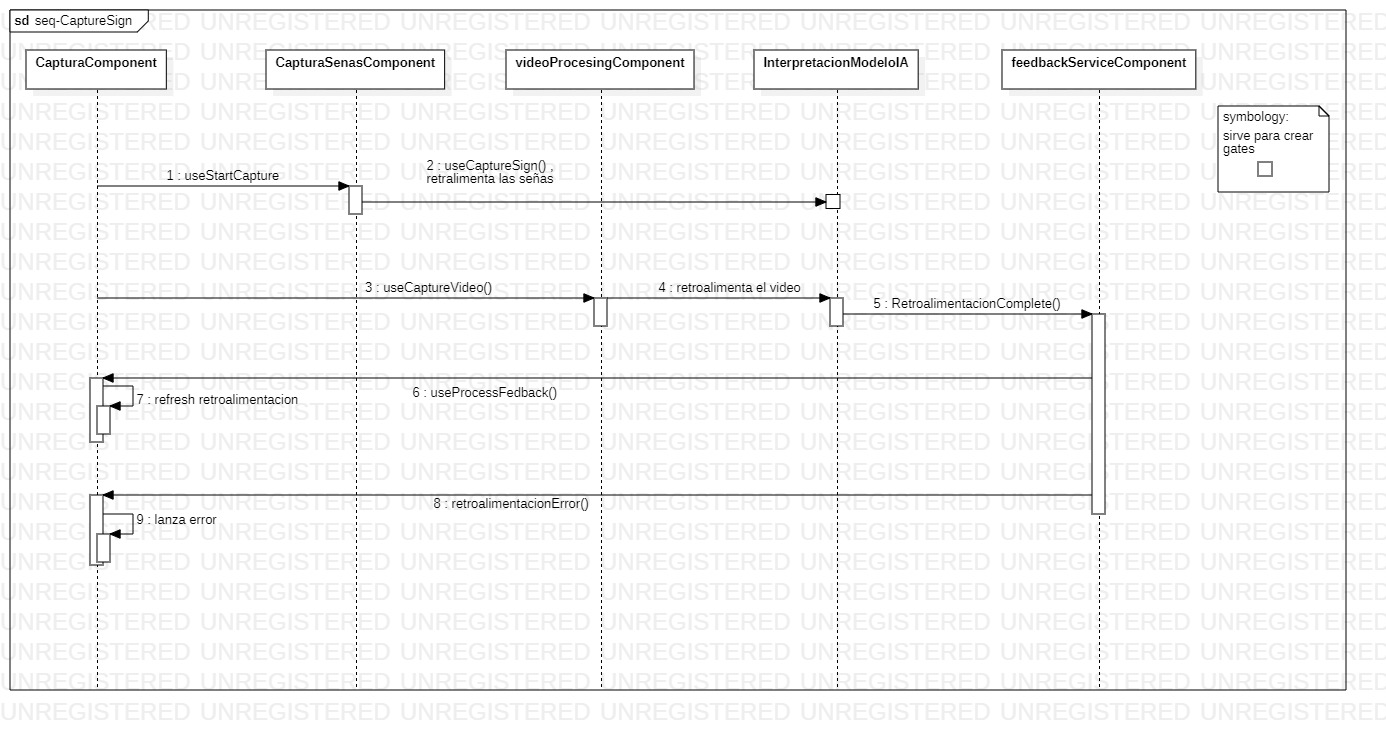 sd seq-CaptureSign
CapturaComponent
CapturaSenasComponent
videoProcesingComponent
InterpretacionModeloIA
feedbackServiceComponent
symbology:
sirve para crear
gates
1 : useStartCapture
2 : useCaptureSign() ,
retralimenta las señas
3 : useCaptureVideo()
4 : retroalimenta el video
5 : RetroalimentacionComplete()
6 : useProcessFedback()
7 : refresh retroalimentacion
8 : retroalimentacionError()
9 : lanza error
UNREGISTERED UNREGISTERED UNREGISTERED UNREGISTERED UNREGISTERED UNREGISTERED UNREGISTERED